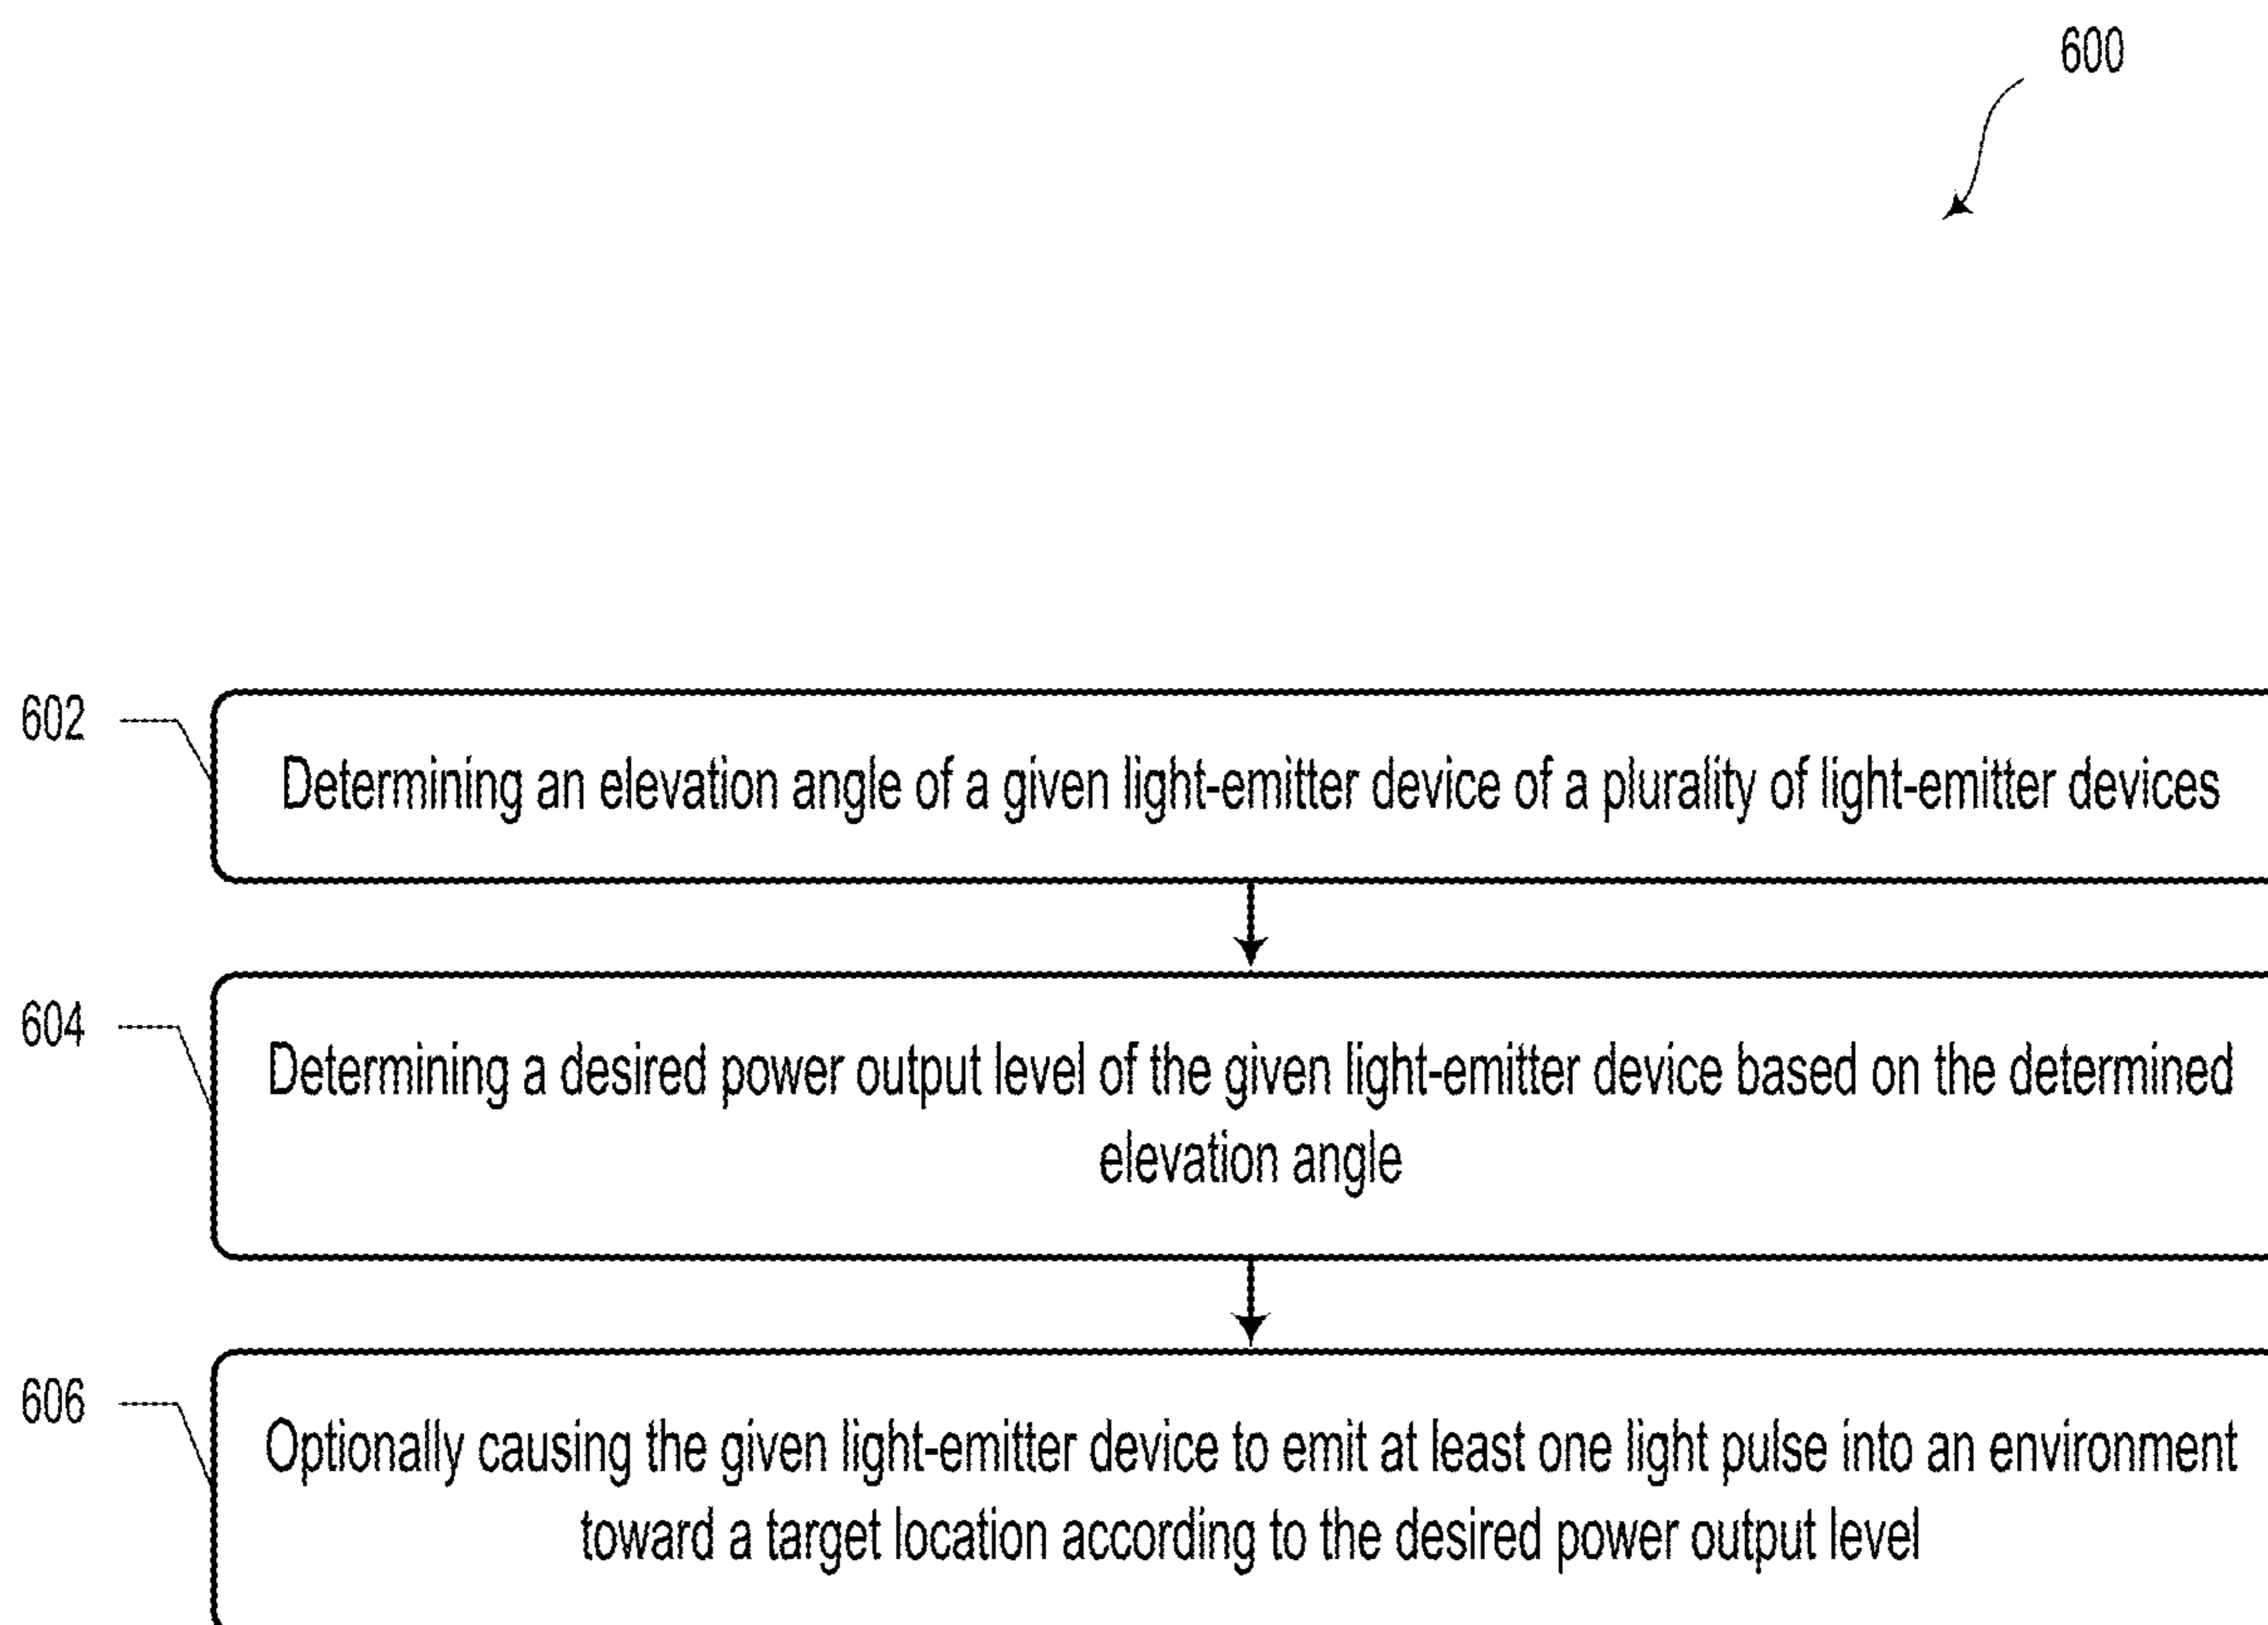 600
602
Determining an elevation angle of a given light-emitter device of a plurality of light-emitter devices
604
Determining a desired power output level of the given light-emitter device based on the determined
elevation angle
606
Optionally causing the given light-emitter device to emit at least one light pulse into an environment
toward a target location according to the desired power output level